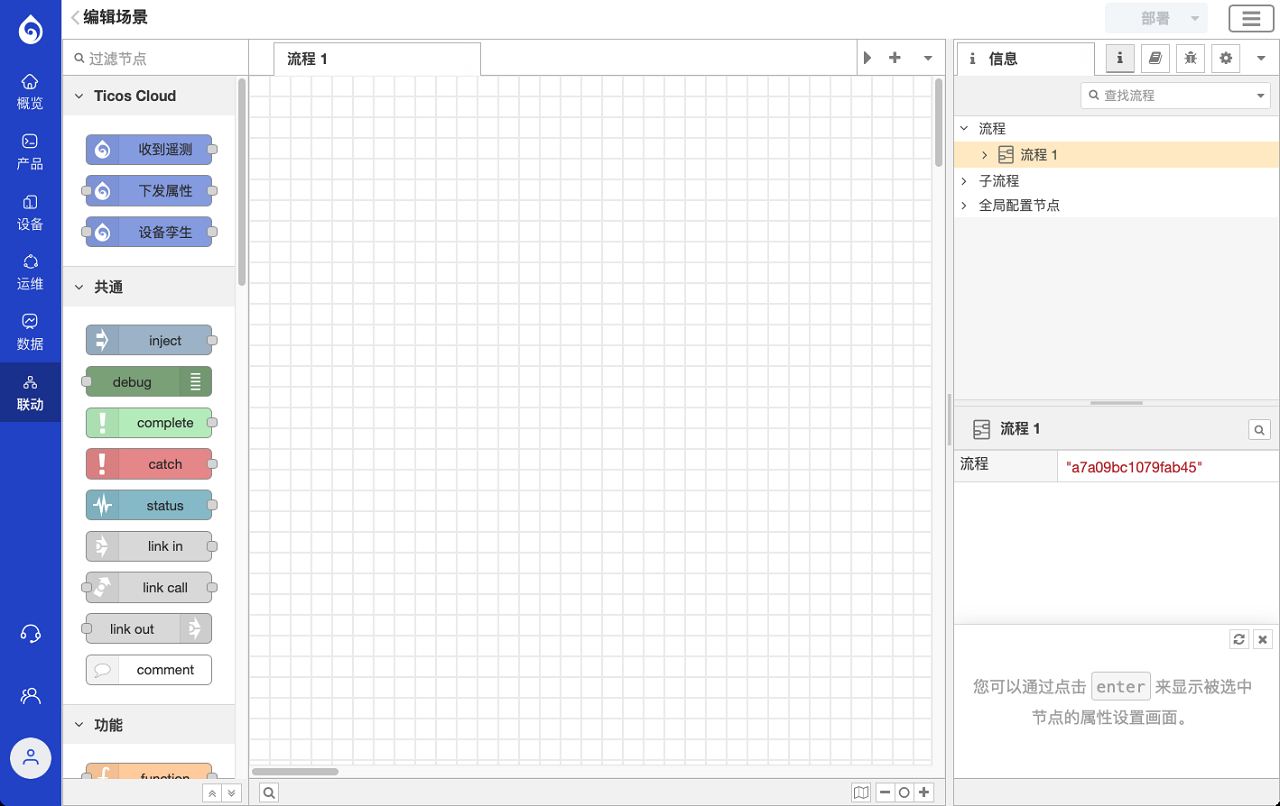 编辑场景
部署
概览
产品
设备
运维
数据
联动
过滤节点
Ticos Cloud
收到遥测
下发属性
设备孪生
共通
inject
debug
complete
catch
status
link in
link call
link out
comment
功能
function
流程 1
信息
查找流程
流程
流程 1
子流程
全局配置节点
流程 1
流程 "a7a09bc1079fab45"
您可以通过点击 enter 来显示被选中
节点的属性设置画面。